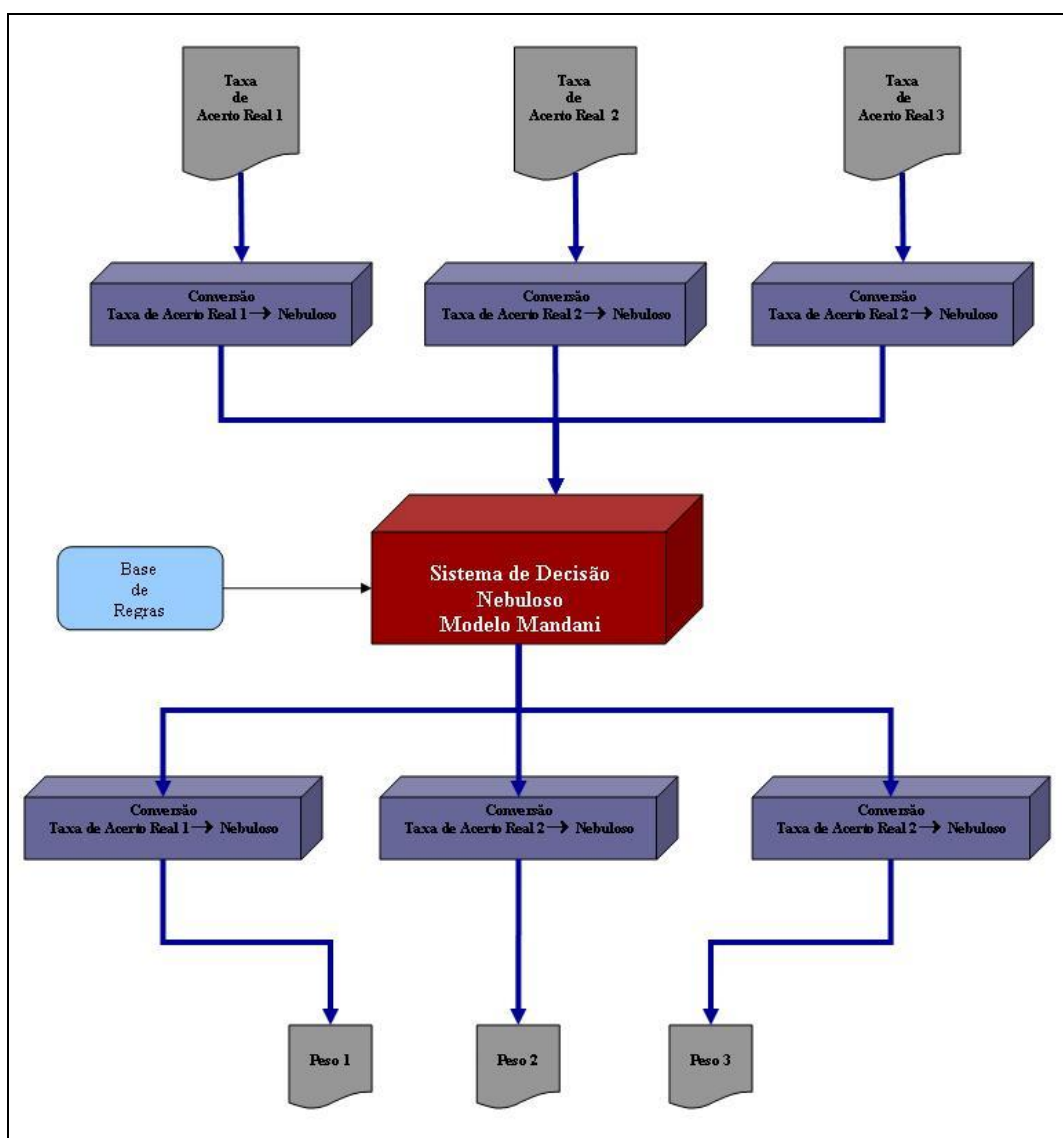 Taxa
de
Acerto Real 1
Taxa
de
Acerto Real 2
Taxa
de
Acerto Real 3
Conversão
Taxa de Acerto Real 1 → Nebuloso
Conversão
Taxa de Acerto Real 2 → Nebuloso
Conversão
Taxa de Acerto Real 2 → Nebuloso
Base
de
Regras
Sistema de Decisão
Nebuloso
Modelo Mandani
Conversão
Taxa de Acerto Real 1 → Nebuloso
Conversão
Taxa de Acerto Real 2 → Nebuloso
Conversão
Taxa de Acerto Real 2 → Nebuloso
Peso 1
Peso 2
Peso 3